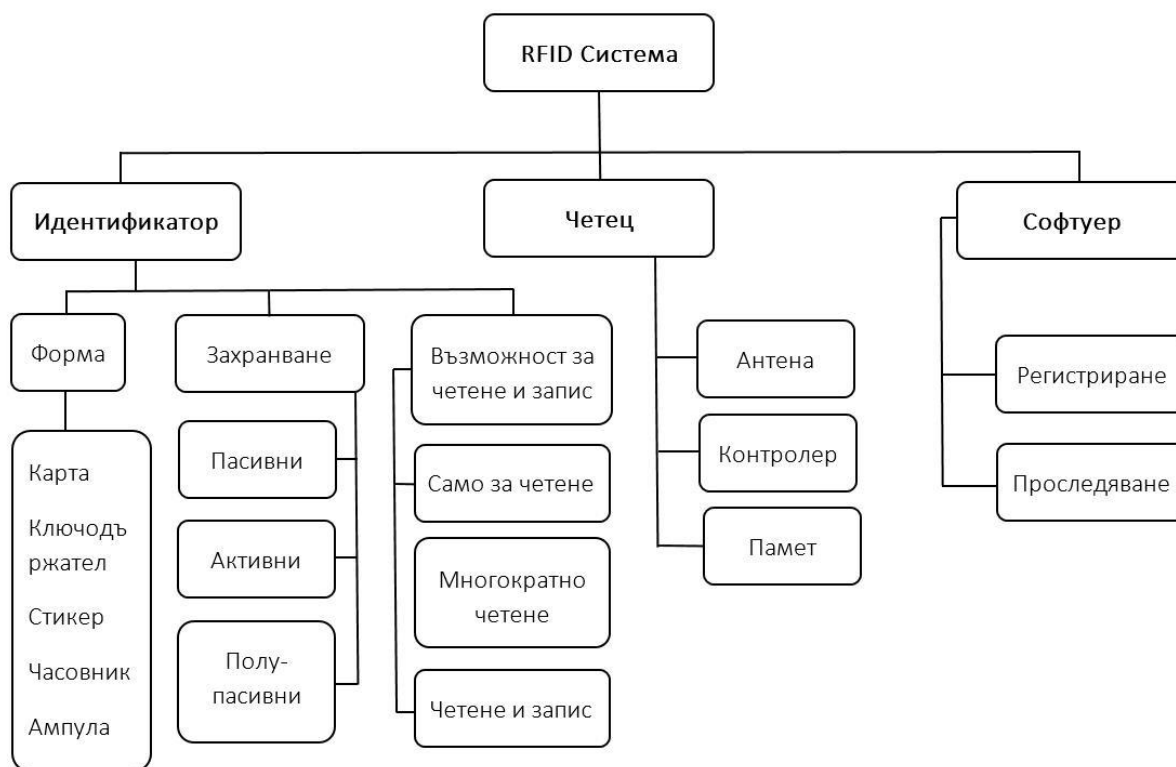 RFID Система
Идентификатор
Четец
Софтуер
Форма
Захранване
Възможност за
четене и запис
Карта
Ключодъ
ржател
Стикер
Часовник
Ампула
Пасивни
Активни
Полу-
пасивни
Само за четене
Многократно
четене
Четене и запис
Антена
Контролер
Памет
Регистриране
Проследяване